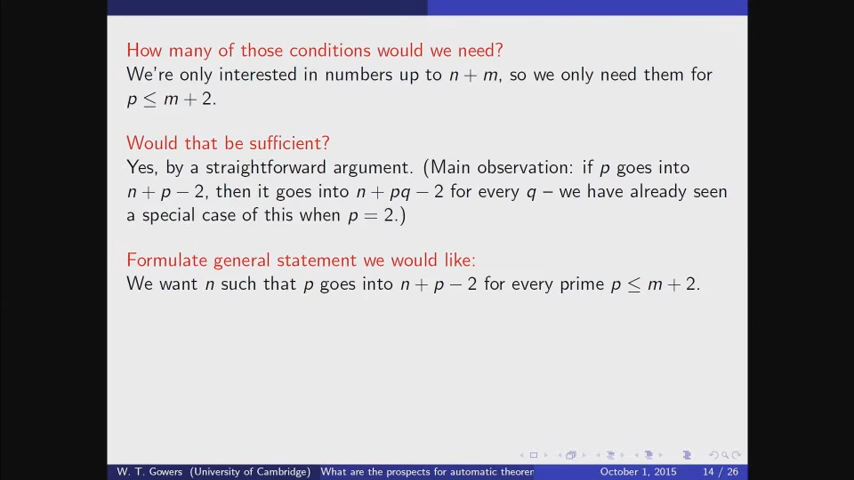 How many of those conditions would we need?
We're only interested in numbers up to n + m, so we only need them for
p ≤ m + 2.
Would that be sufficient?
Yes, by a straightforward argument. (Main observation: if p goes into
n + p − 2, then it goes into n + pq − 2 for every q – we have already seen
a special case of this when p = 2.)
Formulate general statement we would like:
We want n such that p goes into n + p − 2 for every prime p ≤ m + 2.
W. T. Gowers (University of Cambridge) What are the prospects for automatic theorem October 1, 2015 14 / 26